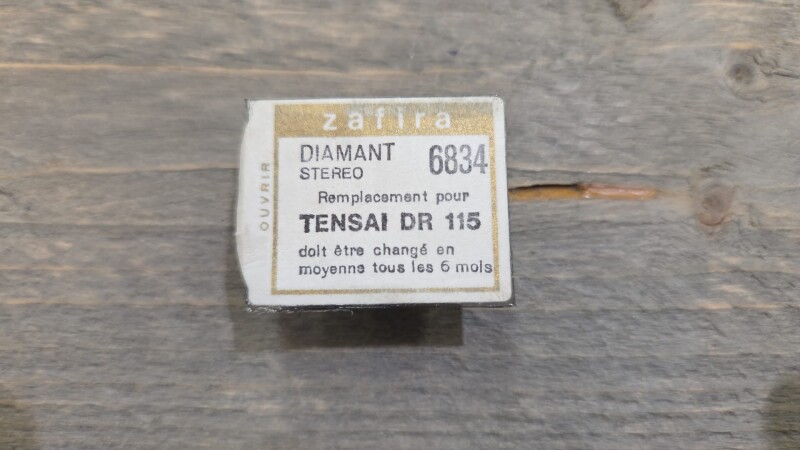 zafira
DIAMANT 6834
STEREO
Remplacement pour
TENSAI DR 115
doit être changé en
moyenne tous les 6 mois
OUVRIR